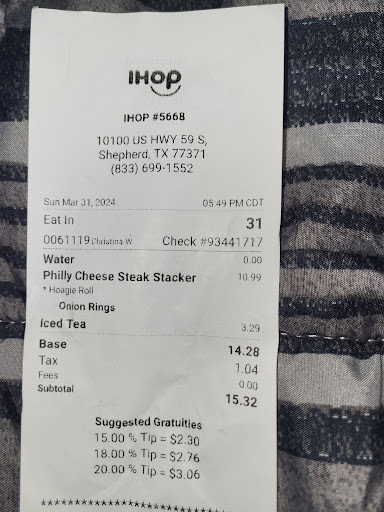 IHOP
IHOP #5668
10100 US HWY 59 S,
Shepherd, TX 77371
(833) 699-1552
Sun Mar 31, 2024 05:49 PM CDT
Eat In 31
0061119 Christina W Check #93441717
Water 0.00
Philly Cheese Steak Stacker 10.99
* Hoagie Roll
Onion Rings
Iced Tea 3.29
Base 14.28
Tax 1.04
Fees 0.00
Subtotal 15.32
Suggested Gratuities
15.00 % Tip = $2.30
18.00 % Tip = $2.76
20.00 % Tip = $3.06
****************************